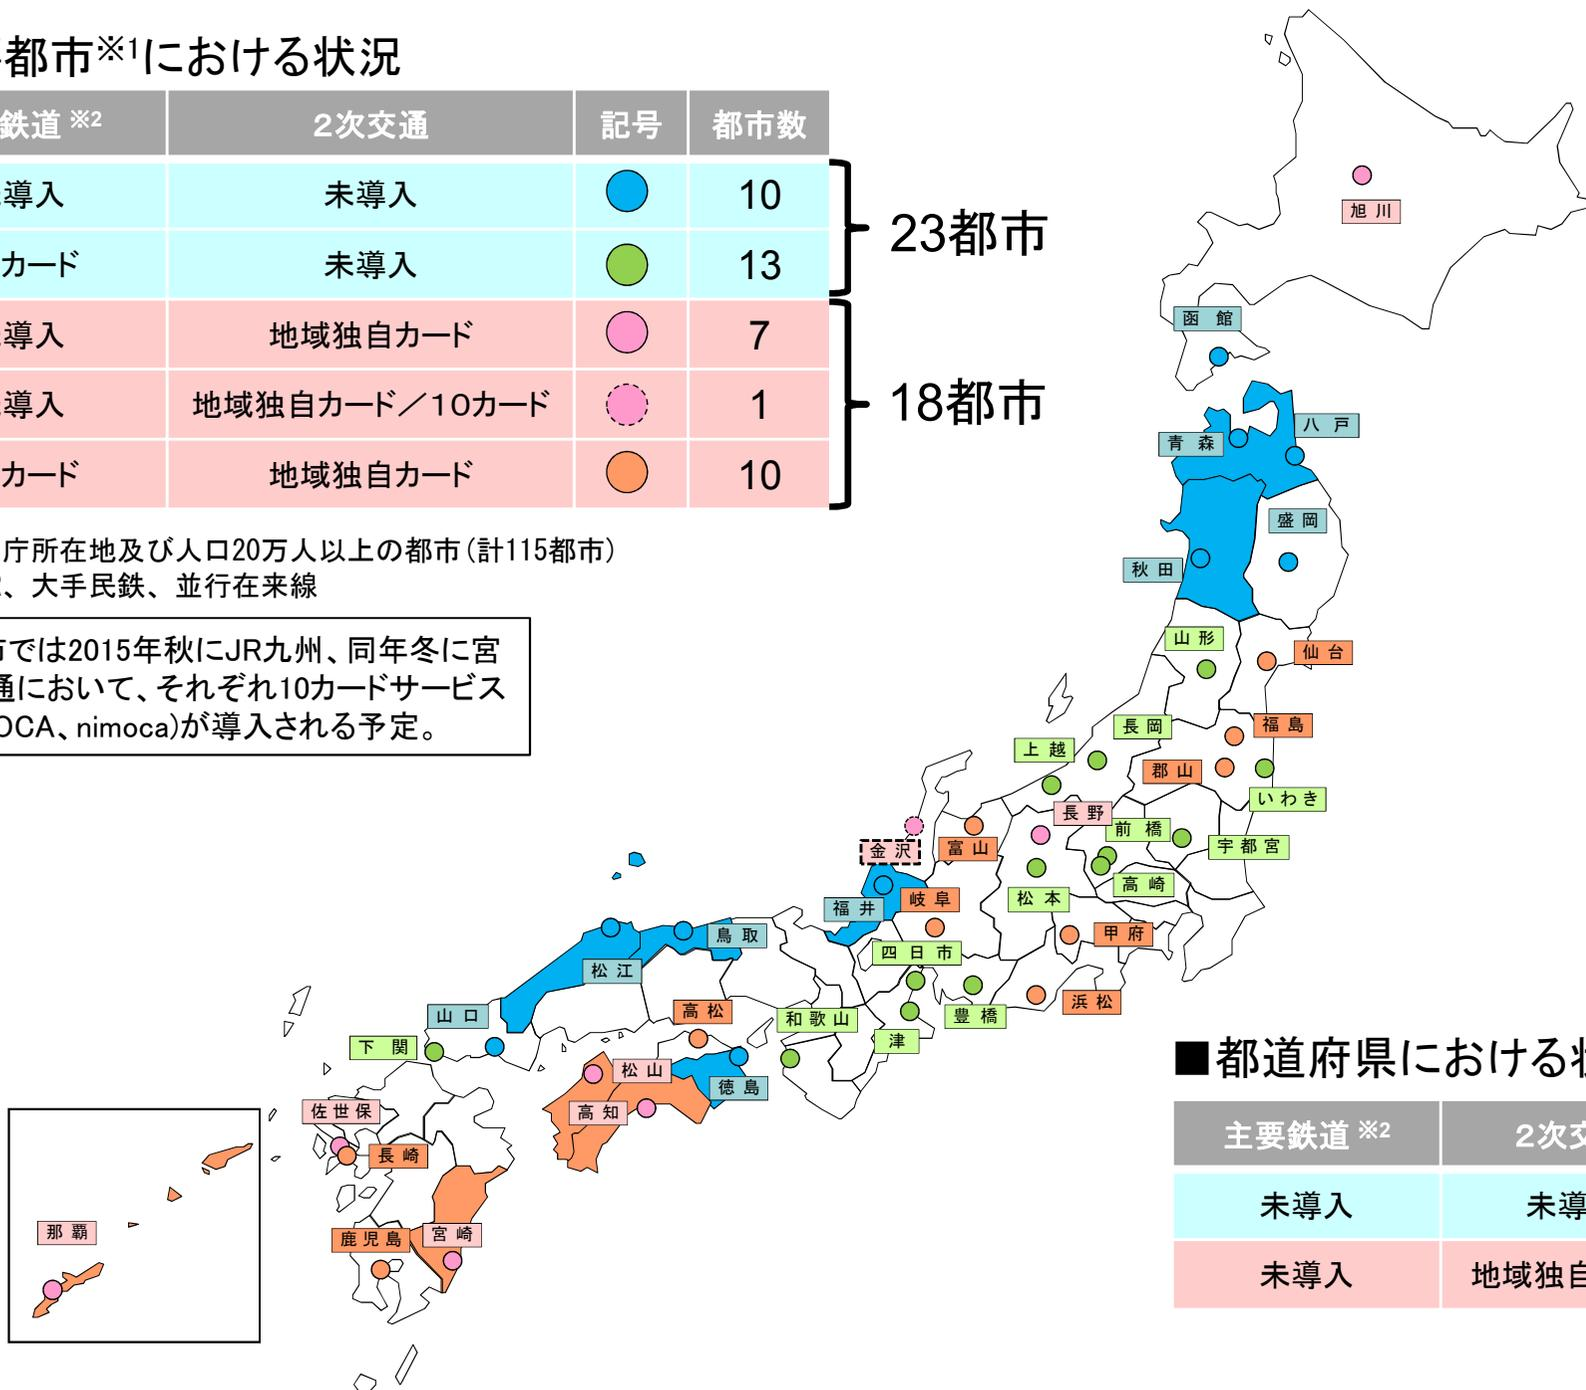 都市※1における状況
鉄道※2 2次交通 記号 都市数
導入 未導入 10
カード 未導入 13
導入 地域独自カード 7
導入 地域独自カード／10カード 1
カード 地域独自カード 10
23都市
18都市
庁所在地及び人口20万人以上の都市（計115都市）
、大手民鉄、並行在来線
では2015年秋にJR九州、同年冬に宮
通において、それぞれ10カードサービス
OCA、nimoca)が導入される予定。
旭川
函館
八戸
青森
盛岡
秋田
山形
仙台
長岡
福島
上越
郡山
いわき
長野
前橋
宇都宮
金沢
富山
高崎
松本
岐阜
福井
甲府
鳥取
四日市
松江
浜松
高松
山口
和歌山
豊橋
津
下関
松山
徳島
佐世保
高知
長崎
那覇
鹿児島
宮崎
■都道府県における状
主要鉄道※2 2次交
未導入 未導
未導入 地域独自